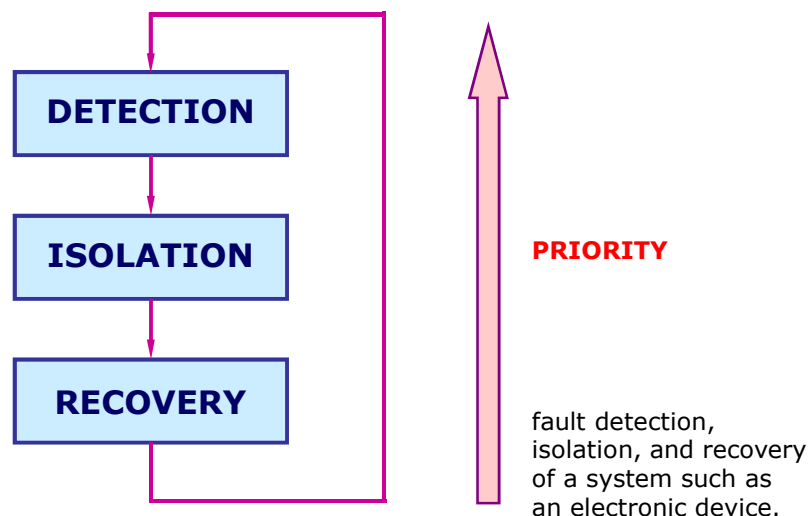 DETECTION
ISOLATION
RECOVERY
PRIORITY
fault detection,
isolation, and recovery
of a system such as
an electronic device.